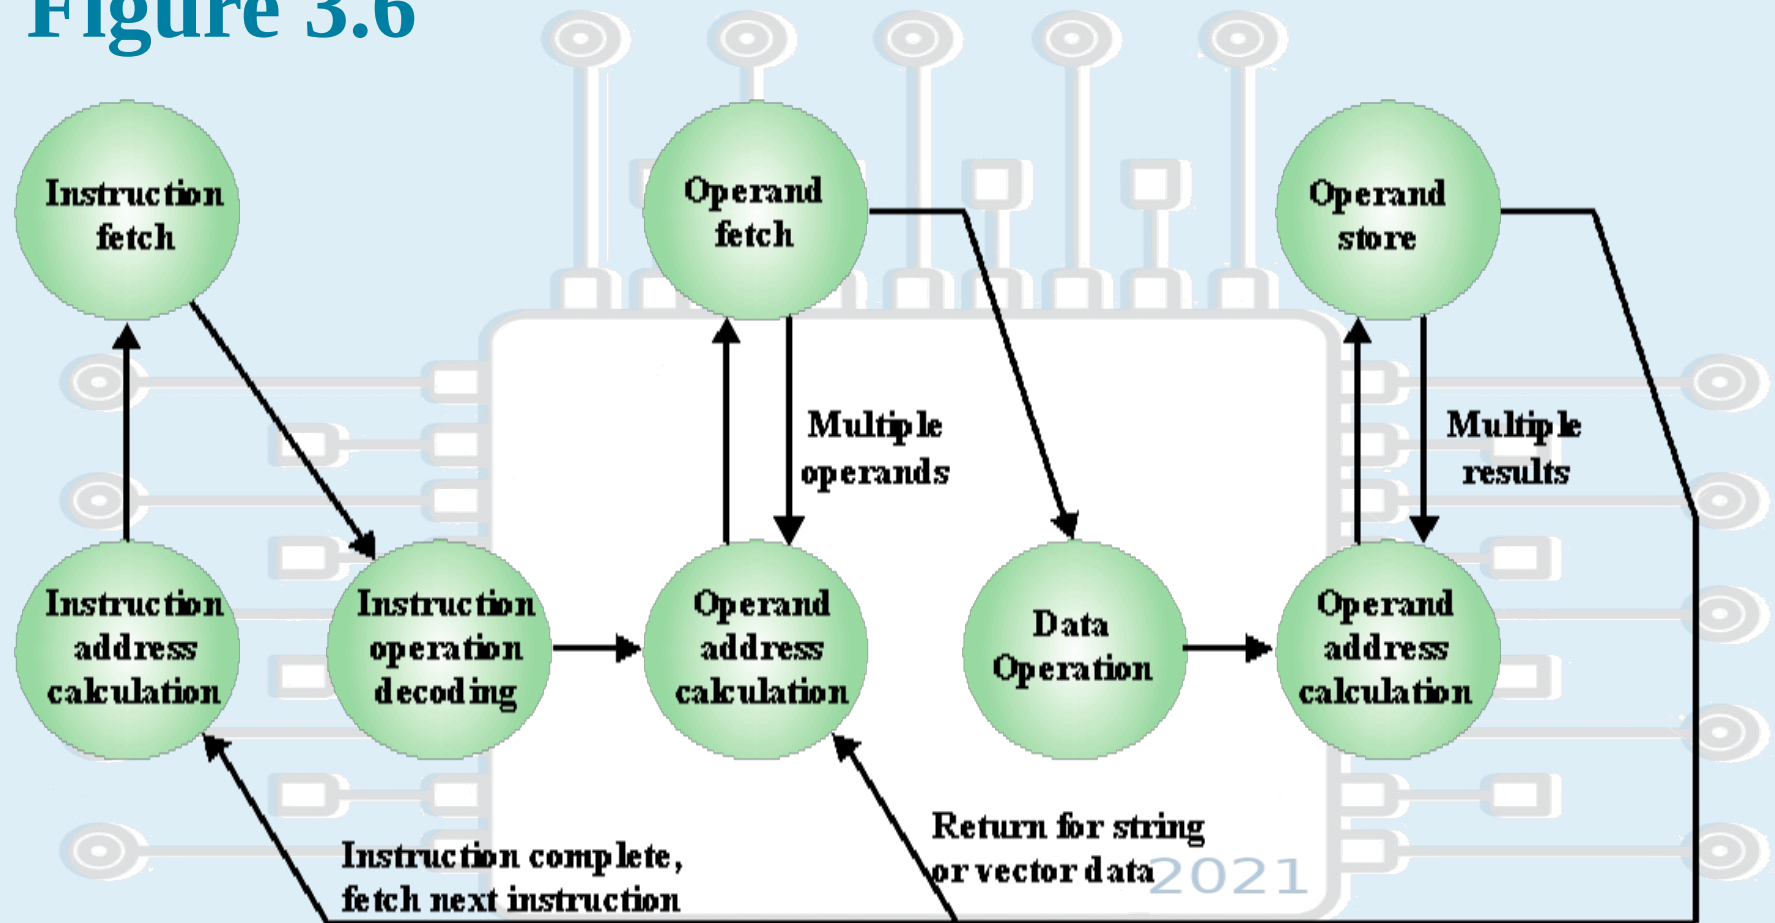 Figure 3.6
Instruction
fetch
Operand
fetch
Operand
store
Multiple
operands
Multiple
results
Instruction
address
calculation
Instruction
operation
decoding
Operand
address
calculation
Data
Operation
Operand
address
calculation
Instruction complete,
fetch next instruction
Return for string
or vector data
2021